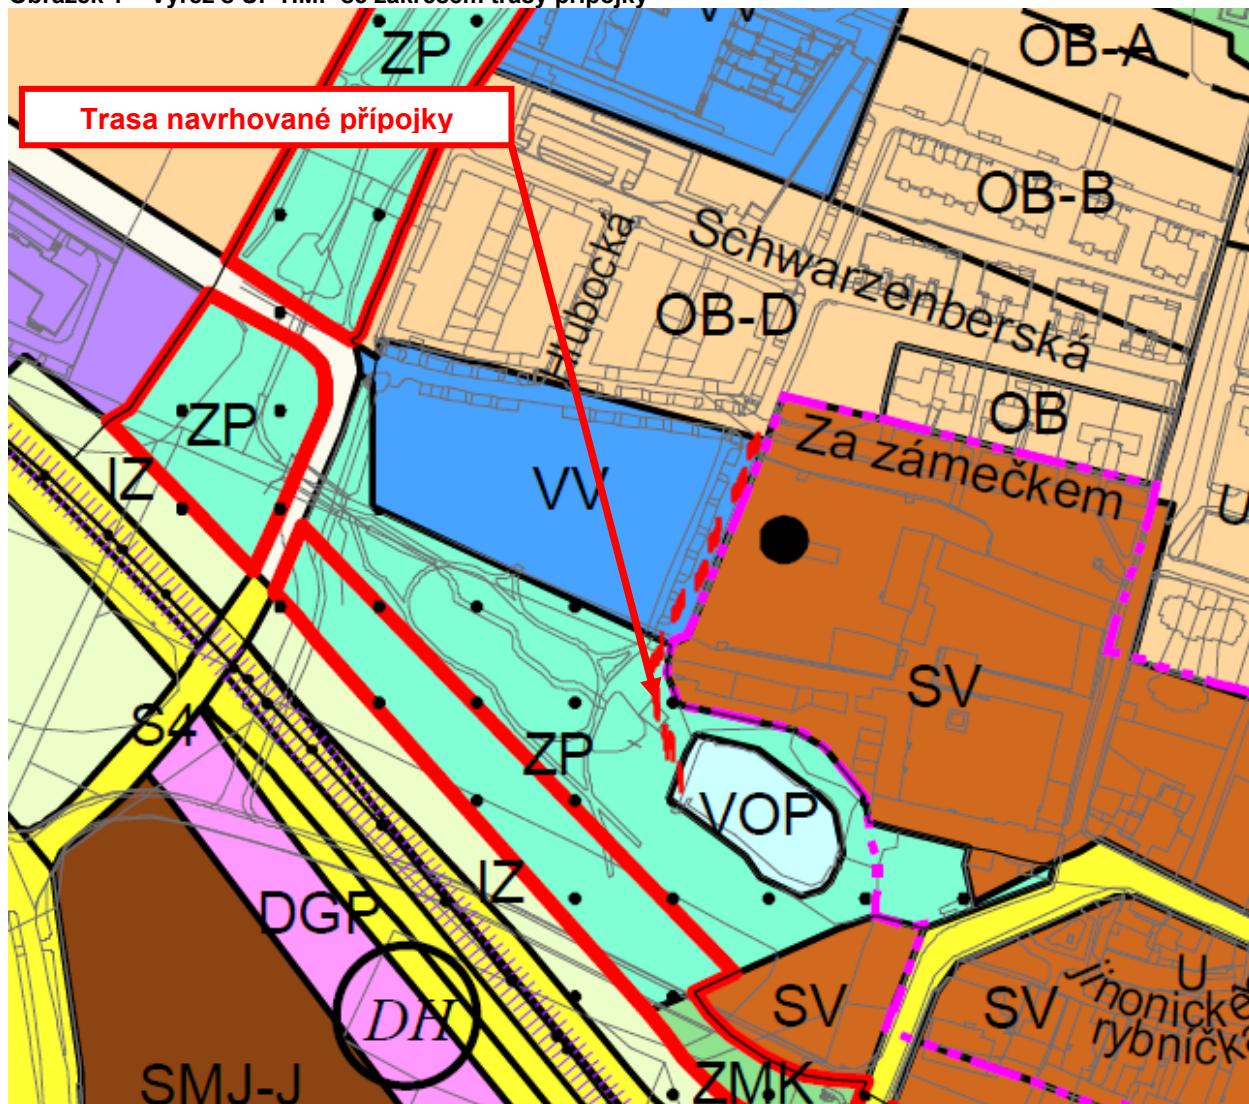 Trasa navrhované přípojky
ZP
VV
OB-A
OB-B
Schwarzenberská
Hlubocká
OB-D
OB
Za zámečkem
ZP
IZ
VV
U
SV
S4
ZP
VOP
IZ
DGP
DH
SV
SV
U
jinonického
rybníčka
SMJ-J
ZMK